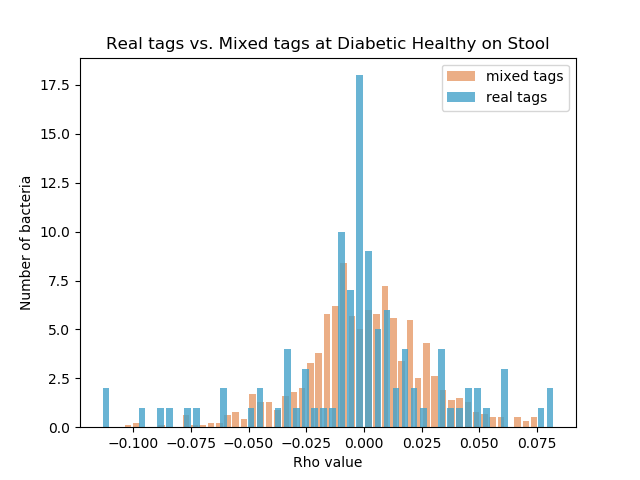 Real tags vs. Mixed tags at Diabetic Healthy on Stool
mixed tags
real tags
Number of bacteria
17.5
15.0
12.5
10.0
7.5
5.0
2.5
0.0
−0.100 −0.075 −0.050 −0.025 0.000 0.025 0.050 0.075
Rho value